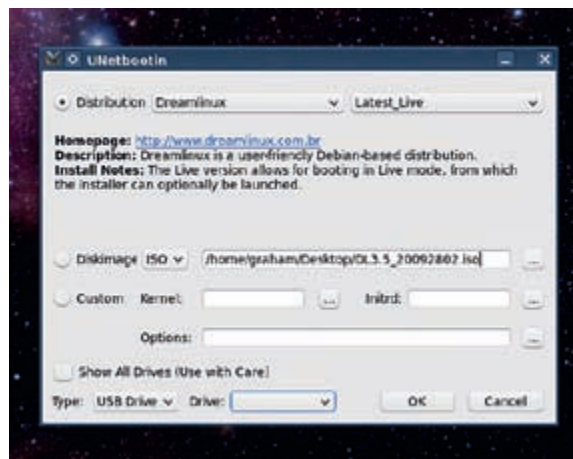 UNetbootin
Distribution Dreamlinux Latest_Live
Homepage: http://www.dreamlinux.com.br
Description: Dreamlinux is a user-friendly Debian-based distribution.
Install Notes: The Live version allows for booting in Live mode, from which
the installer can optionally be launched.
Diskimage ISO /home/graham/Desktop/DL3.5_20092802.iso ...
Custom Kernel: ... Initrd: ...
Options: ...
Show All Drives (Use with Care)
Type: USB Drive Drive: OK Cancel